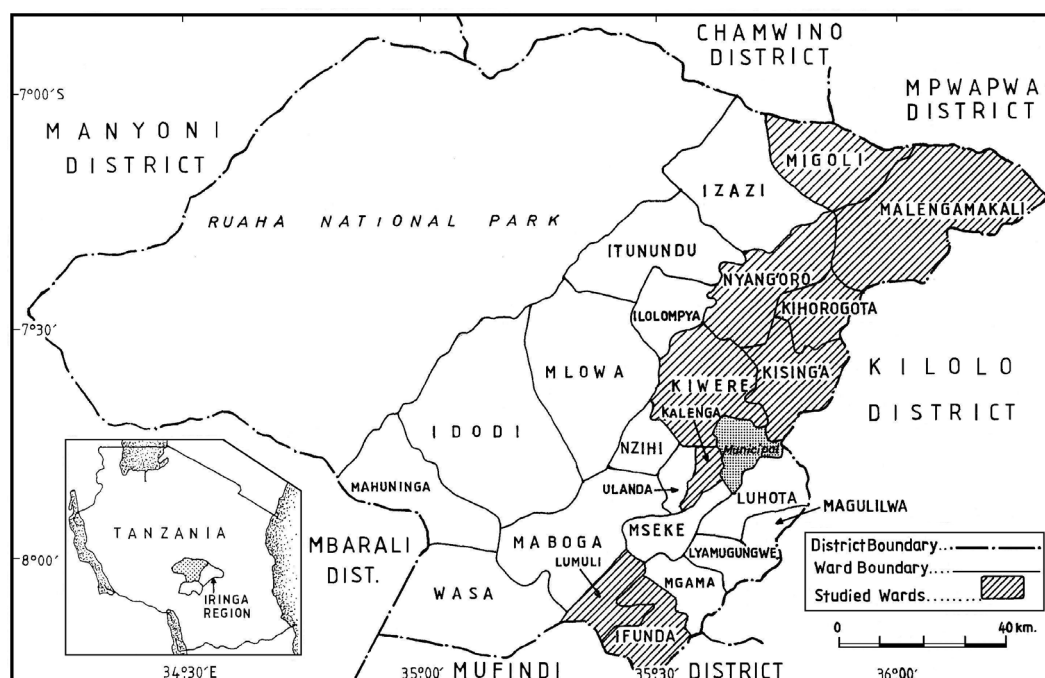 CHAMWINO
DISTRICT
7°00'S
MPWAPWA
DISTRICT
MANYONI
DISTRICT
MIGOLI
IZAZI
MALENGAMAKALI
RUAHA NATIONAL PARK
ITUNUNDU
NYANG'ORO
KIHOROGOTA
ILOLOMPYA
7°30'
KILOLO
DISTRICT
MLOWA
KISINGA
KIWERE
KALENGA
IDODI
NZIHI
Municipal
MAHUNINGA
ULANDA
LUHOTA
MAGULILWA
TANZANIA
IRINGA
REGION
MBARALI
DIST.
MABOGA
MSEKE
LYAMUGUNGWE
8°00'
LUMULI
WASA
MGAMA
IFUNDA
District Boundary
Ward Boundary
Studied Wards
0 40 km.
MUFINDI DISTRICT
34°30'E
35°00'
35°30'
36°00'